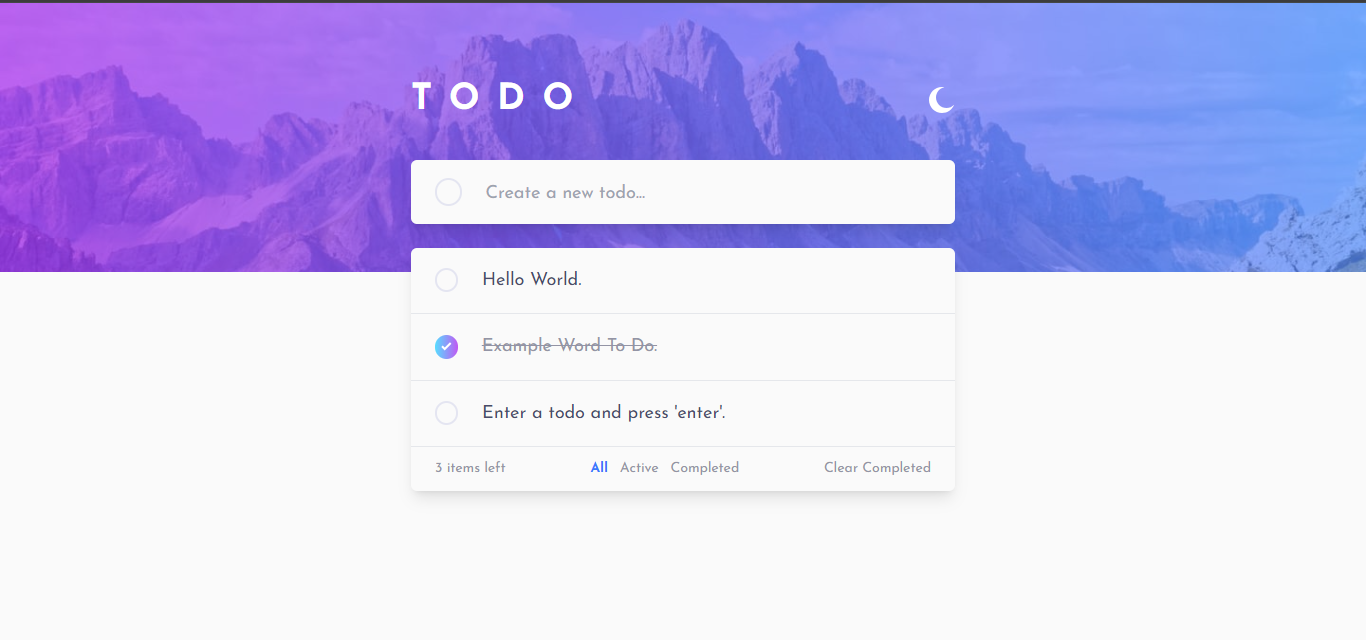 TODO
Create a new todo...
Hello World.
Example Word To Do.
Enter a todo and press 'enter'.
3 items left All Active Completed Clear Completed